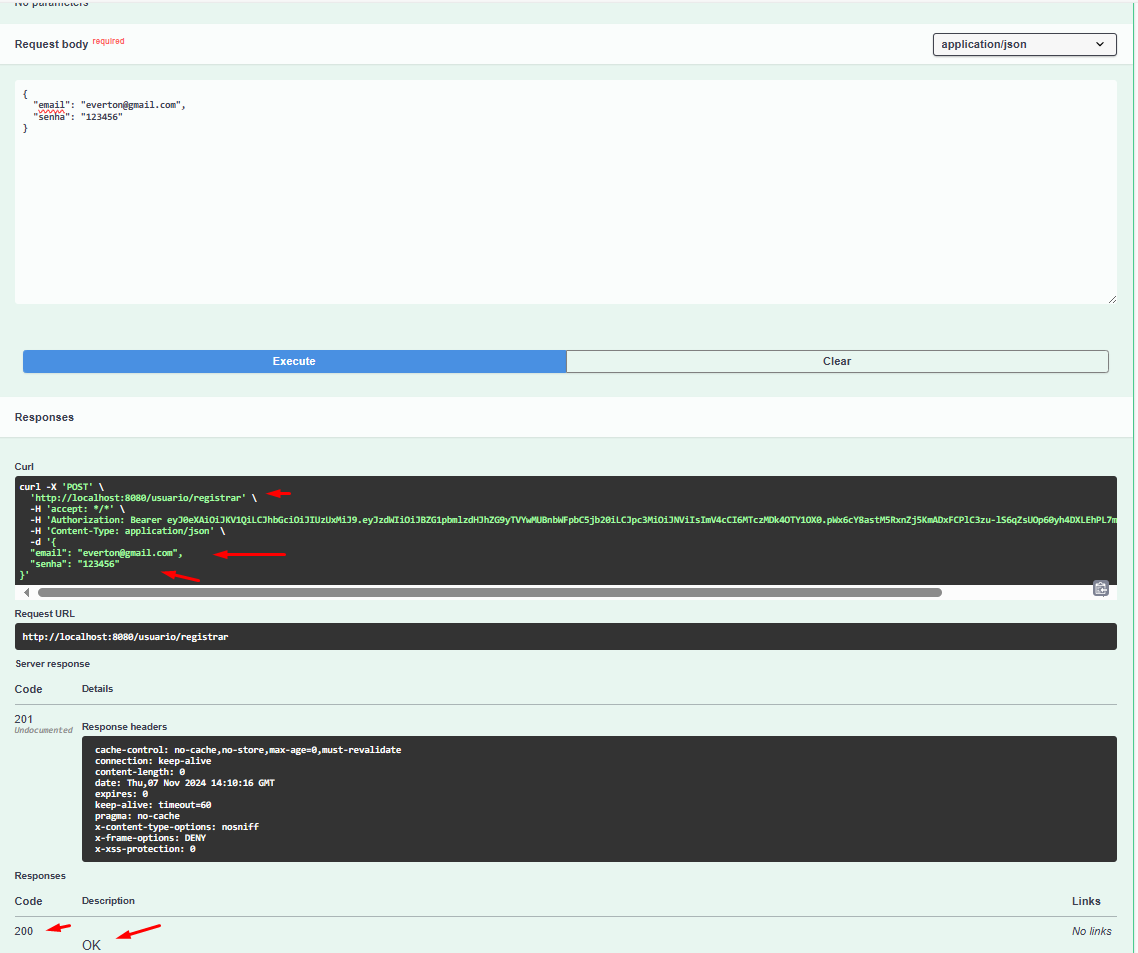 No parameters
Request body required
application/json
{
"email": "everton@gmail.com",
"senha": "123456"
}
Execute
Clear
Responses
Curl
curl -X 'POST' \
'http://localhost:8080/usuario/registrar' \
-H 'accept: */*' \
-H 'Authorization: Bearer
-H 'Content-Type: application/json' \
-d '{
"email": "everton@gmail.com",
"senha": "123456"
}'
Request URL
http://localhost:8080/usuario/registrar
Server response
Code
Details
201
Undocumented
Response headers
cache-control: no-cache,no-store,max-age=0,must-revalidate
connection: keep-alive
content-length: 0
date: Thu,07 Nov 2024 14:10:16 GMT
expires: 0
keep-alive: timeout=60
pragma: no-cache
x-content-type-options: nosniff
x-frame-options: DENY
x-xss-protection: 0
Responses
Code
Description
Links
200
OK
No links